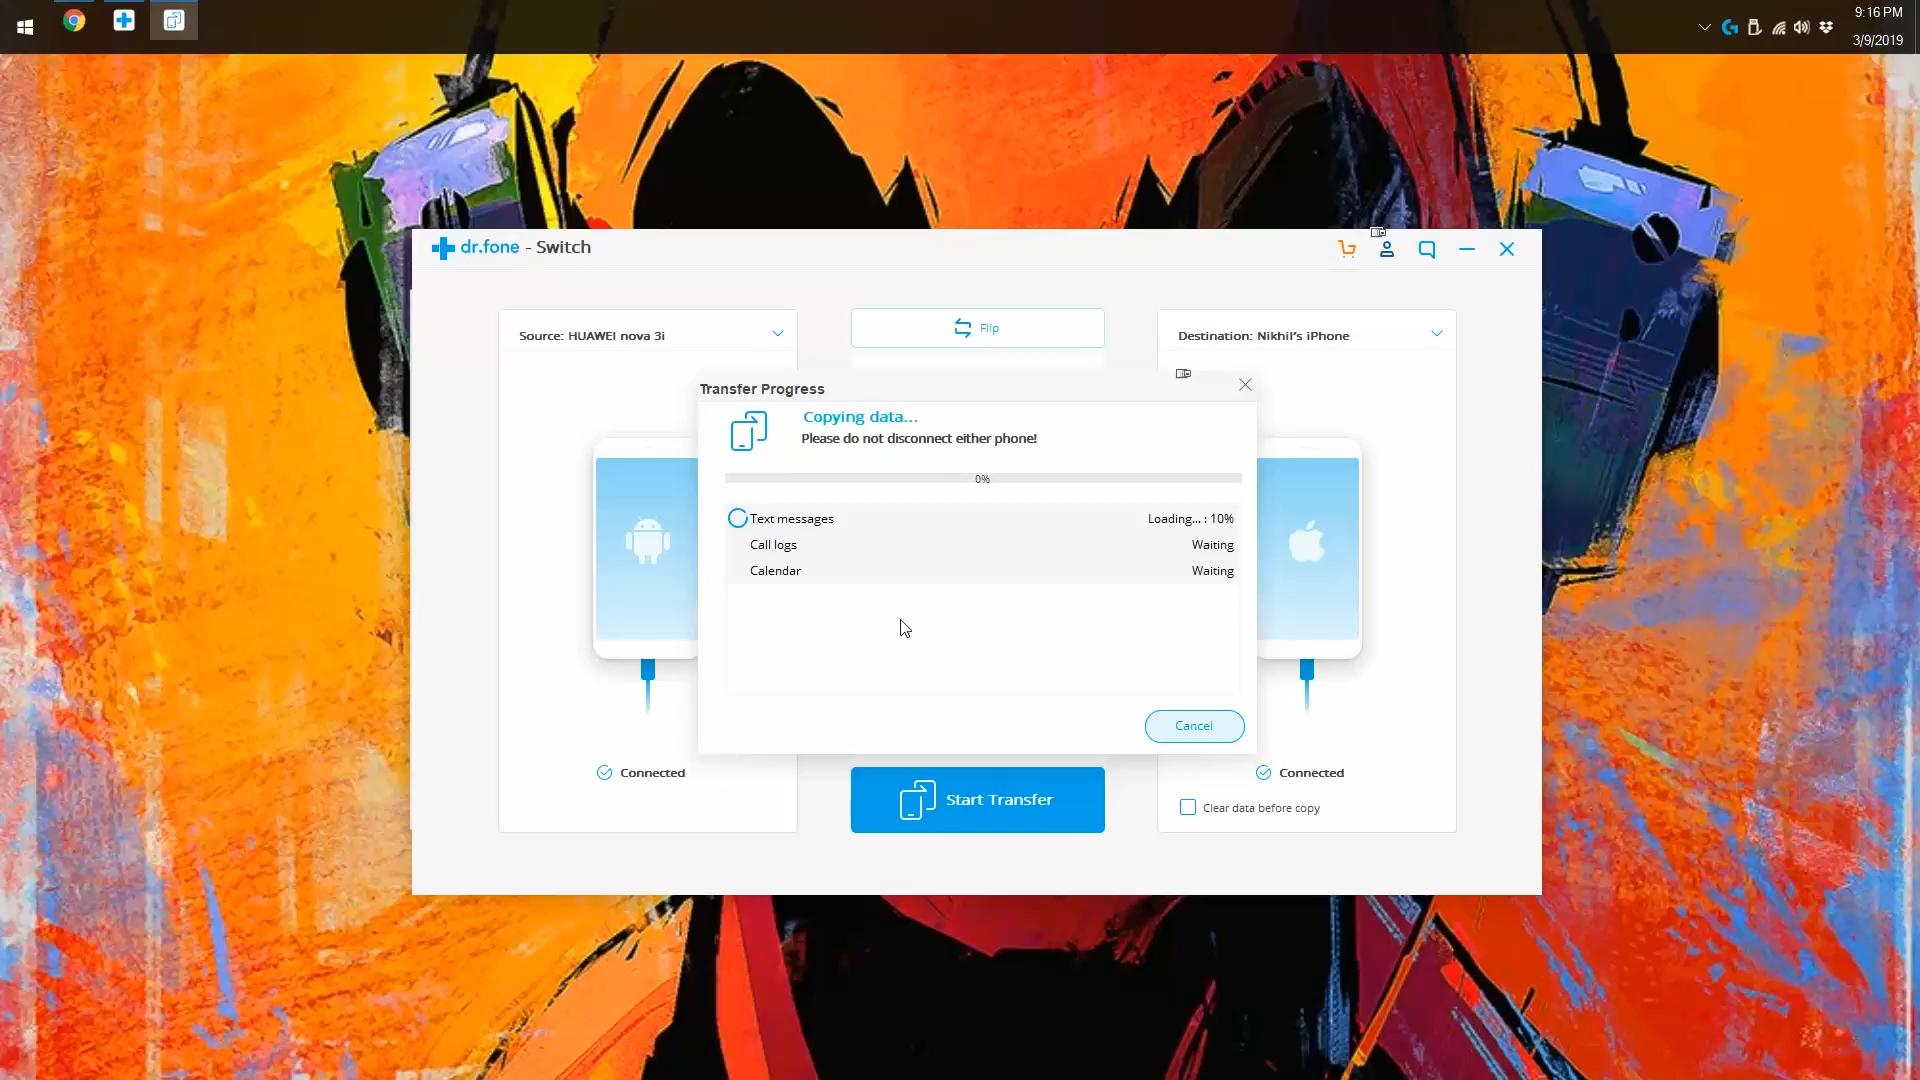 9:16 PM
3/9/2019
dr.fone - Switch
Source: HUAWEI nova 3i
Flip
Destination: Nikhil's iPhone
Transfer Progress
Copying data...
Please do not disconnect either phone!
0%
Text messages Loading... : 10%
Call logs Waiting
Calendar Waiting
Cancel
Connected
Start Transfer
Connected
Clear data before copy